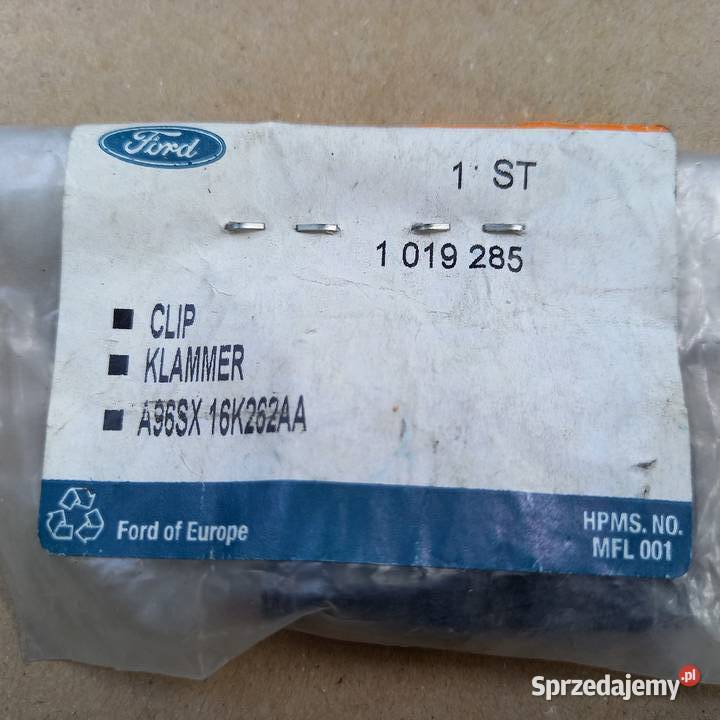 Ford
1 ST
1 019 285
CLIP
KLAMMER
A96SX 16K262AA
Ford of Europe
HPMS. NO.
MFL 001
Sprzedajemy.pl